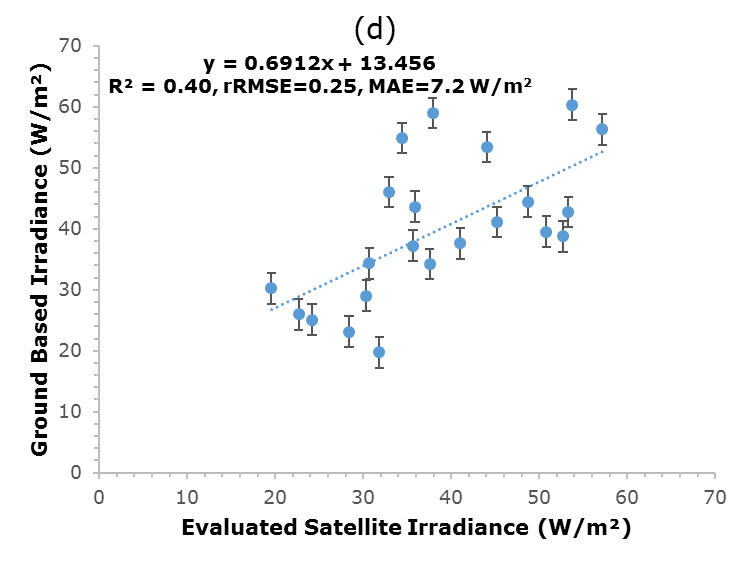 (d)
y = 0.6912x + 13.456
R² = 0.40, rRMSE=0.25, MAE=7.2 W/m²
Ground Based Irradiance (W/m²)
70
60
50
40
30
20
10
0
0 10 20 30 40 50 60 70
Evaluated Satellite Irradiance (W/m²)